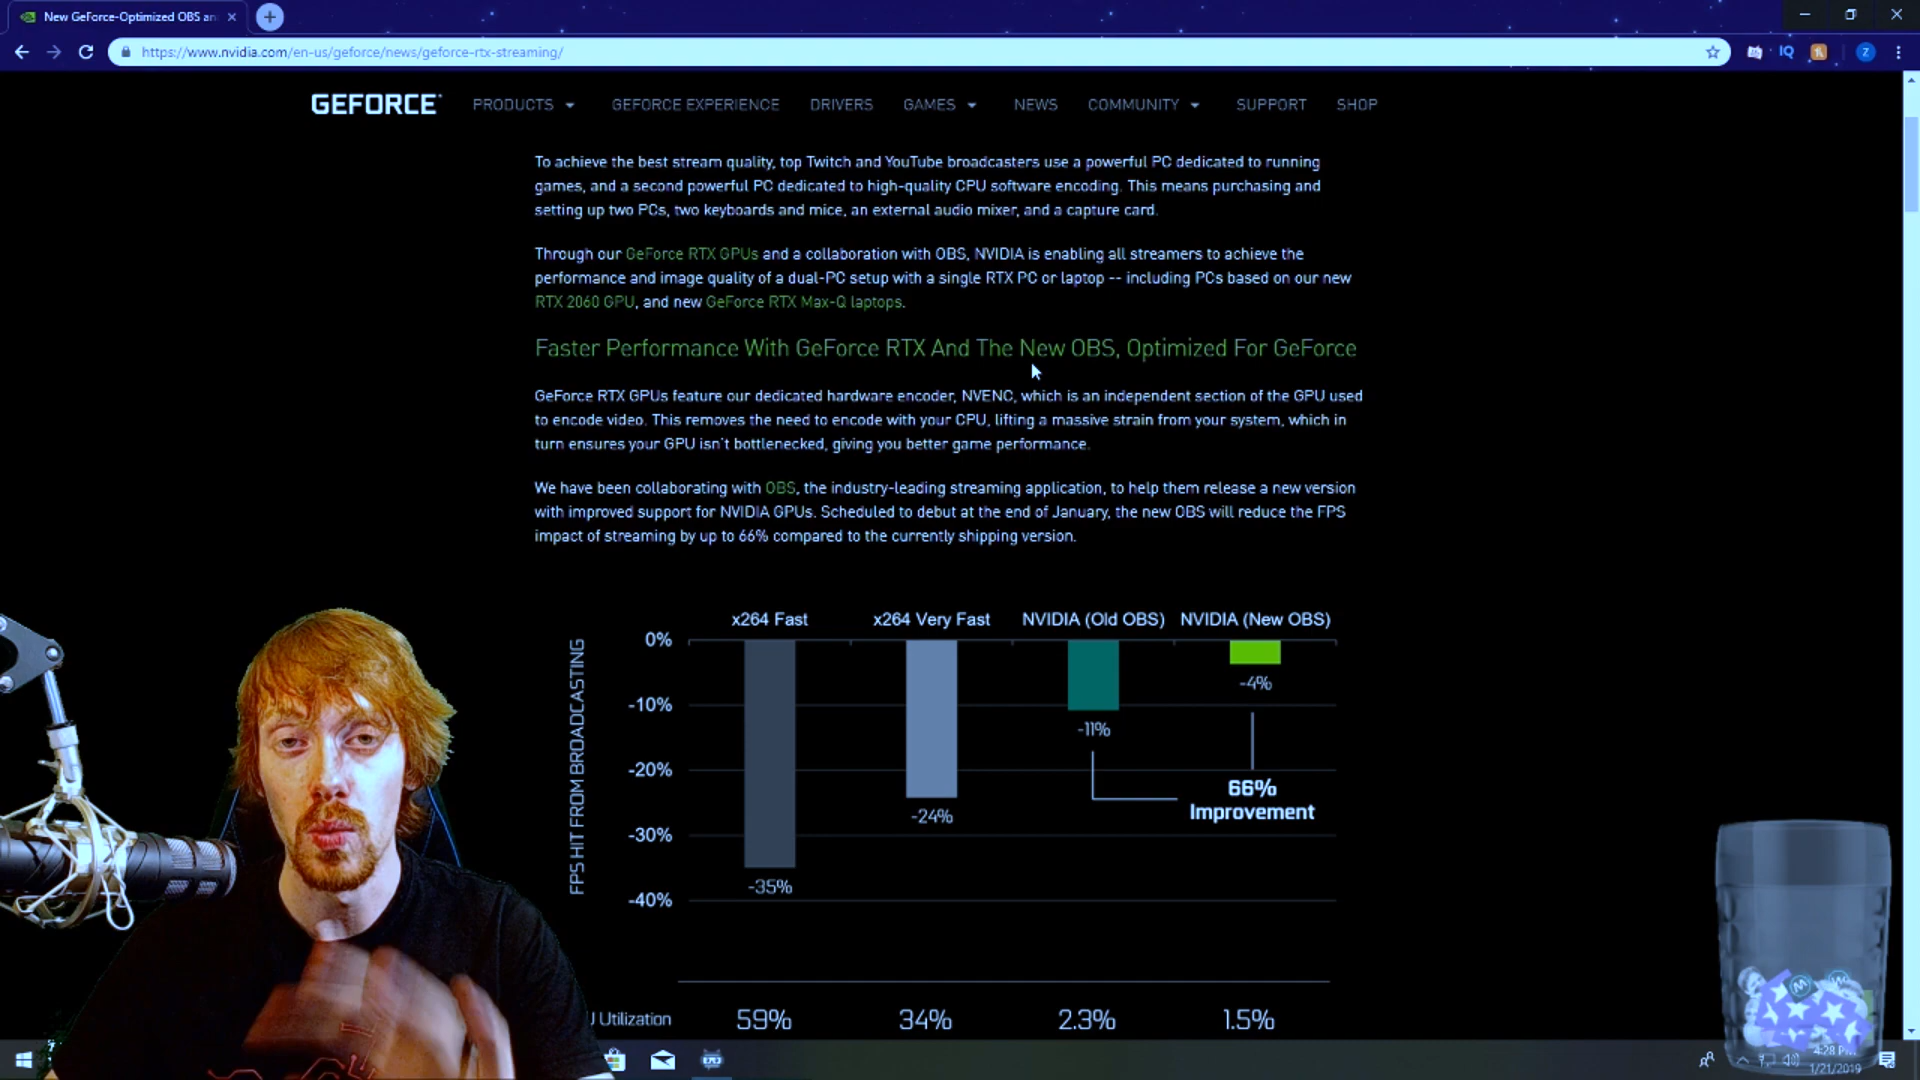 New GeForce-Optimized OBS an
https://www.nvidia.com/en-us/geforce/news/geforce-rtx-streaming/
IQ
Z
GEFORCE PRODUCTS GEFORCE EXPERIENCE DRIVERS GAMES NEWS COMMUNITY SUPPORT SHOP
To achieve the best stream quality, top Twitch and YouTube broadcasters use a powerful PC dedicated to running
games, and a second powerful PC dedicated to high-quality CPU software encoding. This means purchasing and
setting up two PCs, two keyboards and mice, an external audio mixer, and a capture card.
Through our GeForce RTX GPUs and a collaboration with OBS, NVIDIA is enabling all streamers to achieve the
performance and image quality of a dual-PC setup with a single RTX PC or laptop -- including PCs based on our new
RTX 2060 GPU, and new GeForce RTX Max-Q laptops.
Faster Performance With GeForce RTX And The New OBS, Optimized For GeForce
GeForce RTX GPUs feature our dedicated hardware encoder, NVENC, which is an independent section of the GPU used
to encode video. This removes the need to encode with your CPU, lifting a massive strain from your system, which in
turn ensures your GPU isn't bottlenecked, giving you better game performance.
We have been collaborating with OBS, the industry-leading streaming application, to help them release a new version
with improved support for NVIDIA GPUs. Scheduled to debut at the end of January, the new OBS will reduce the FPS
impact of streaming by up to 66% compared to the currently shipping version.
x264 Fast x264 Very Fast NVIDIA (Old OBS) NVIDIA (New OBS)
FPS HIT FROM BROADCASTING
0%
-10%
-20%
-30%
-40%
-35%
-24%
-11%
-4%
66%
Improvement
Utilization 59% 34% 2.3% 1.5%
4:28 P
1/21/2019